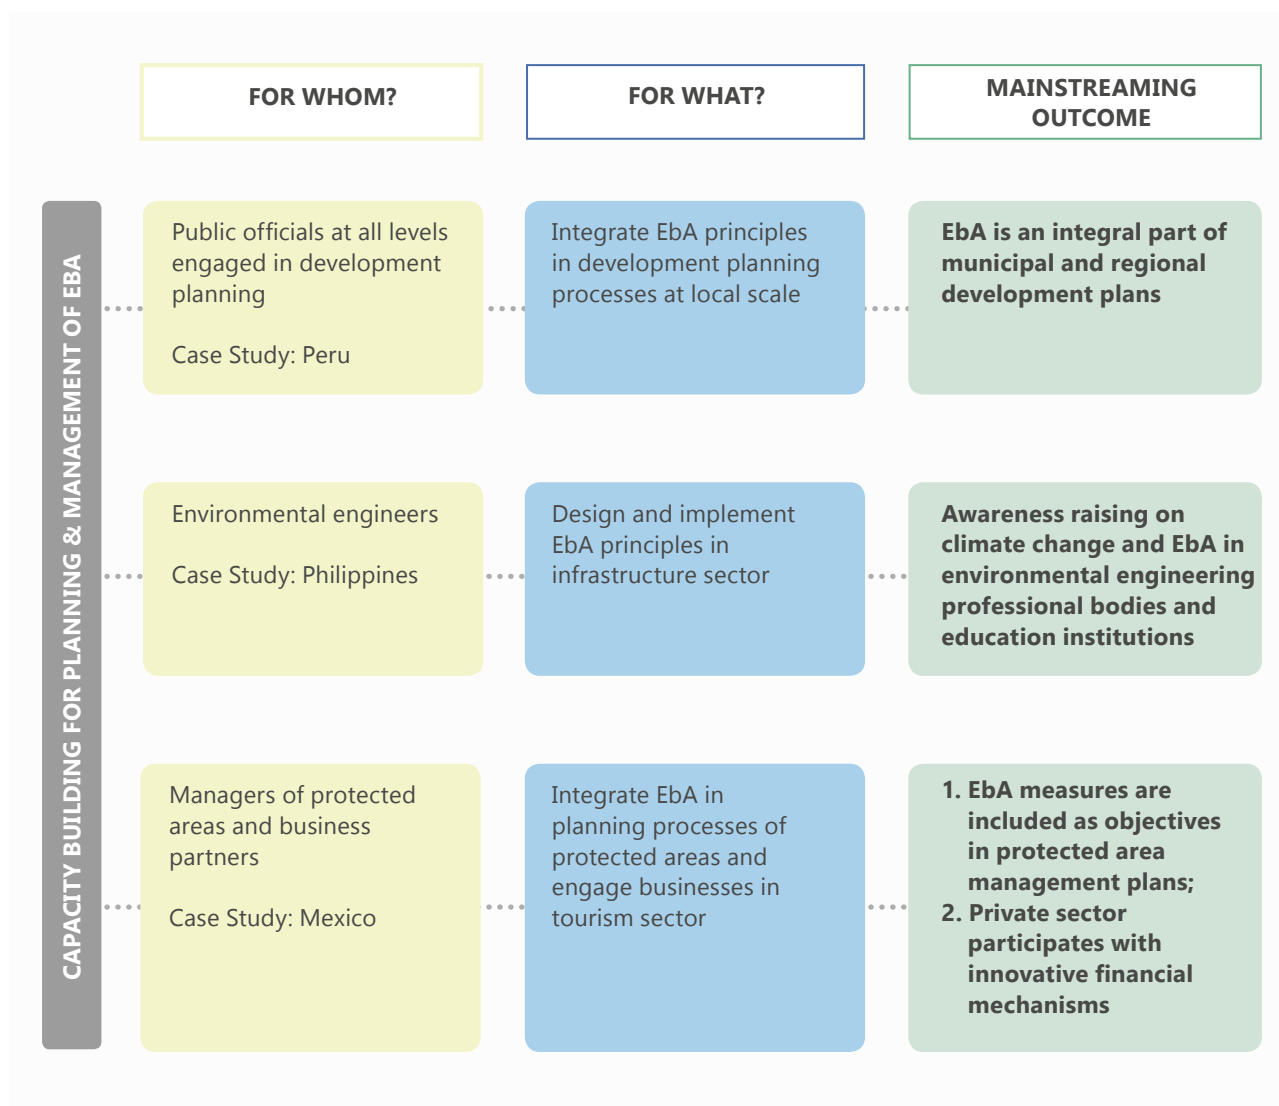 FOR WHOM?
FOR WHAT?
MAINSTREAMING
OUTCOME
CAPACITY BUILDING FOR PLANNING & MANAGEMENT OF EBA
Public officials at all levels
engaged in development
planning
Case Study: Peru
Integrate EbA principles
in development planning
processes at local scale
EbA is an integral part of
municipal and regional
development plans
Environmental engineers
Case Study: Philippines
Design and implement
EbA principles in
infrastructure sector
Awareness raising on
climate change and EbA in
environmental engineering
professional bodies and
education institutions
Managers of protected
areas and business
partners
Case Study: Mexico
Integrate EbA in
planning processes of
protected areas and
engage businesses in
tourism sector
1. EbA measures are
included as objectives
in protected area
management plans;
2. Private sector
participates with
innovative financial
mechanisms